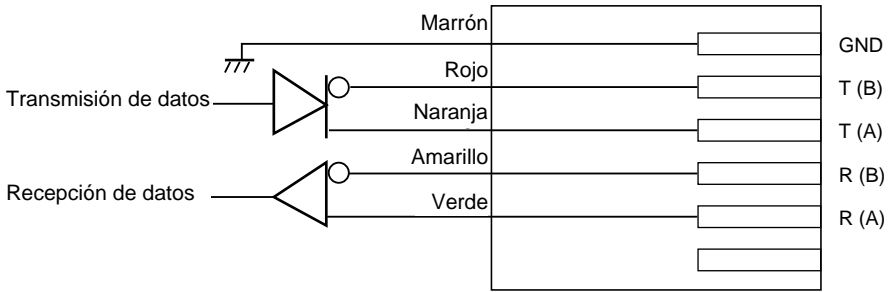 Marrón
GND
Rojo
T (B)
Transmisión de datos
Naranja
T (A)
Amarillo
R (B)
Recepción de datos
Verde
R (A)